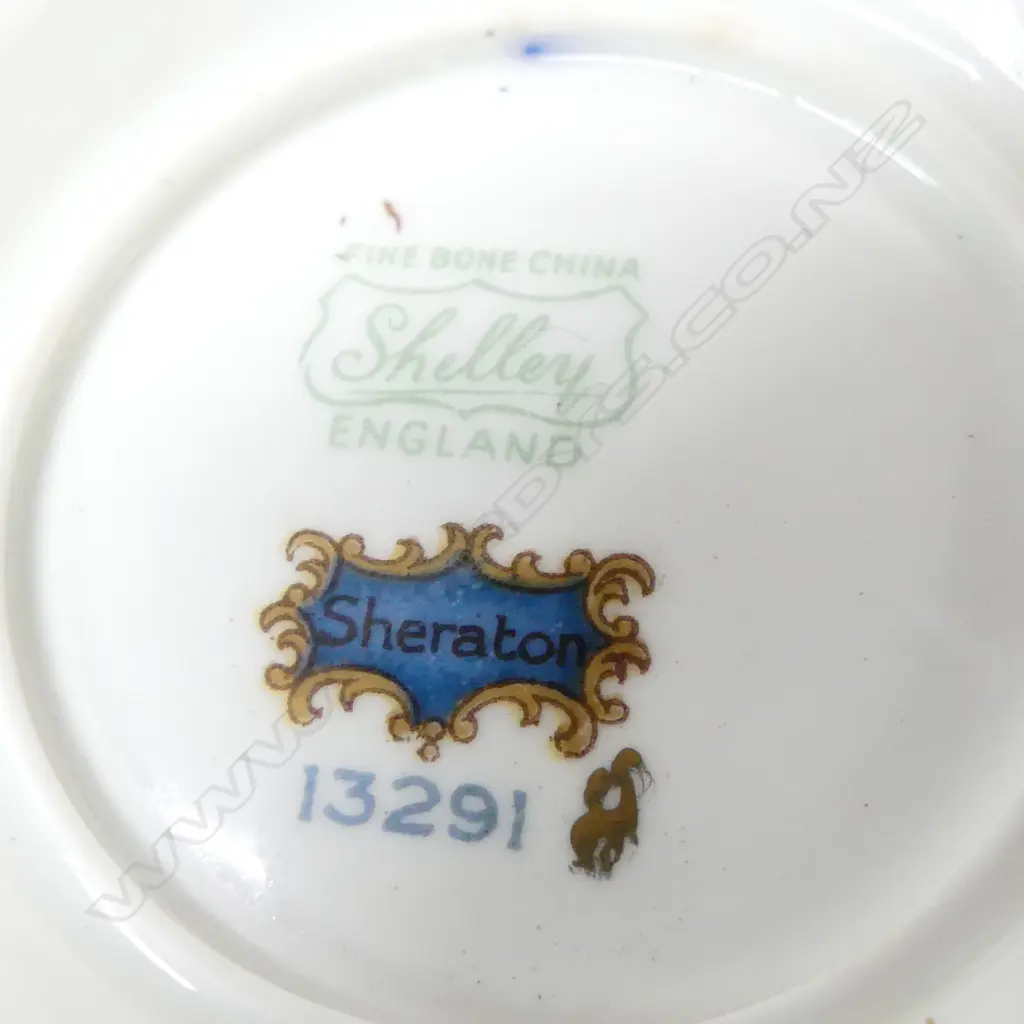 FINE BONE CHINA
Shelley
ENGLAND
Sheraton
13291